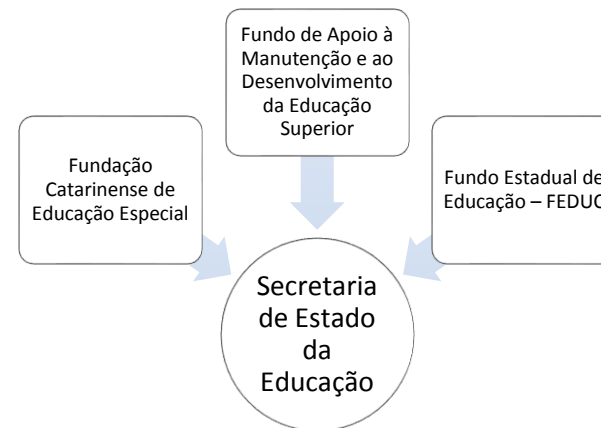 Fundo de Apoio à
Manutenção e ao
Desenvolvimento
da Educação
Superior
Fundação
Catarinense de
Educação Especial
Fundo Estadual de
Educação – FEDUC
Secretaria
de Estado
da
Educação